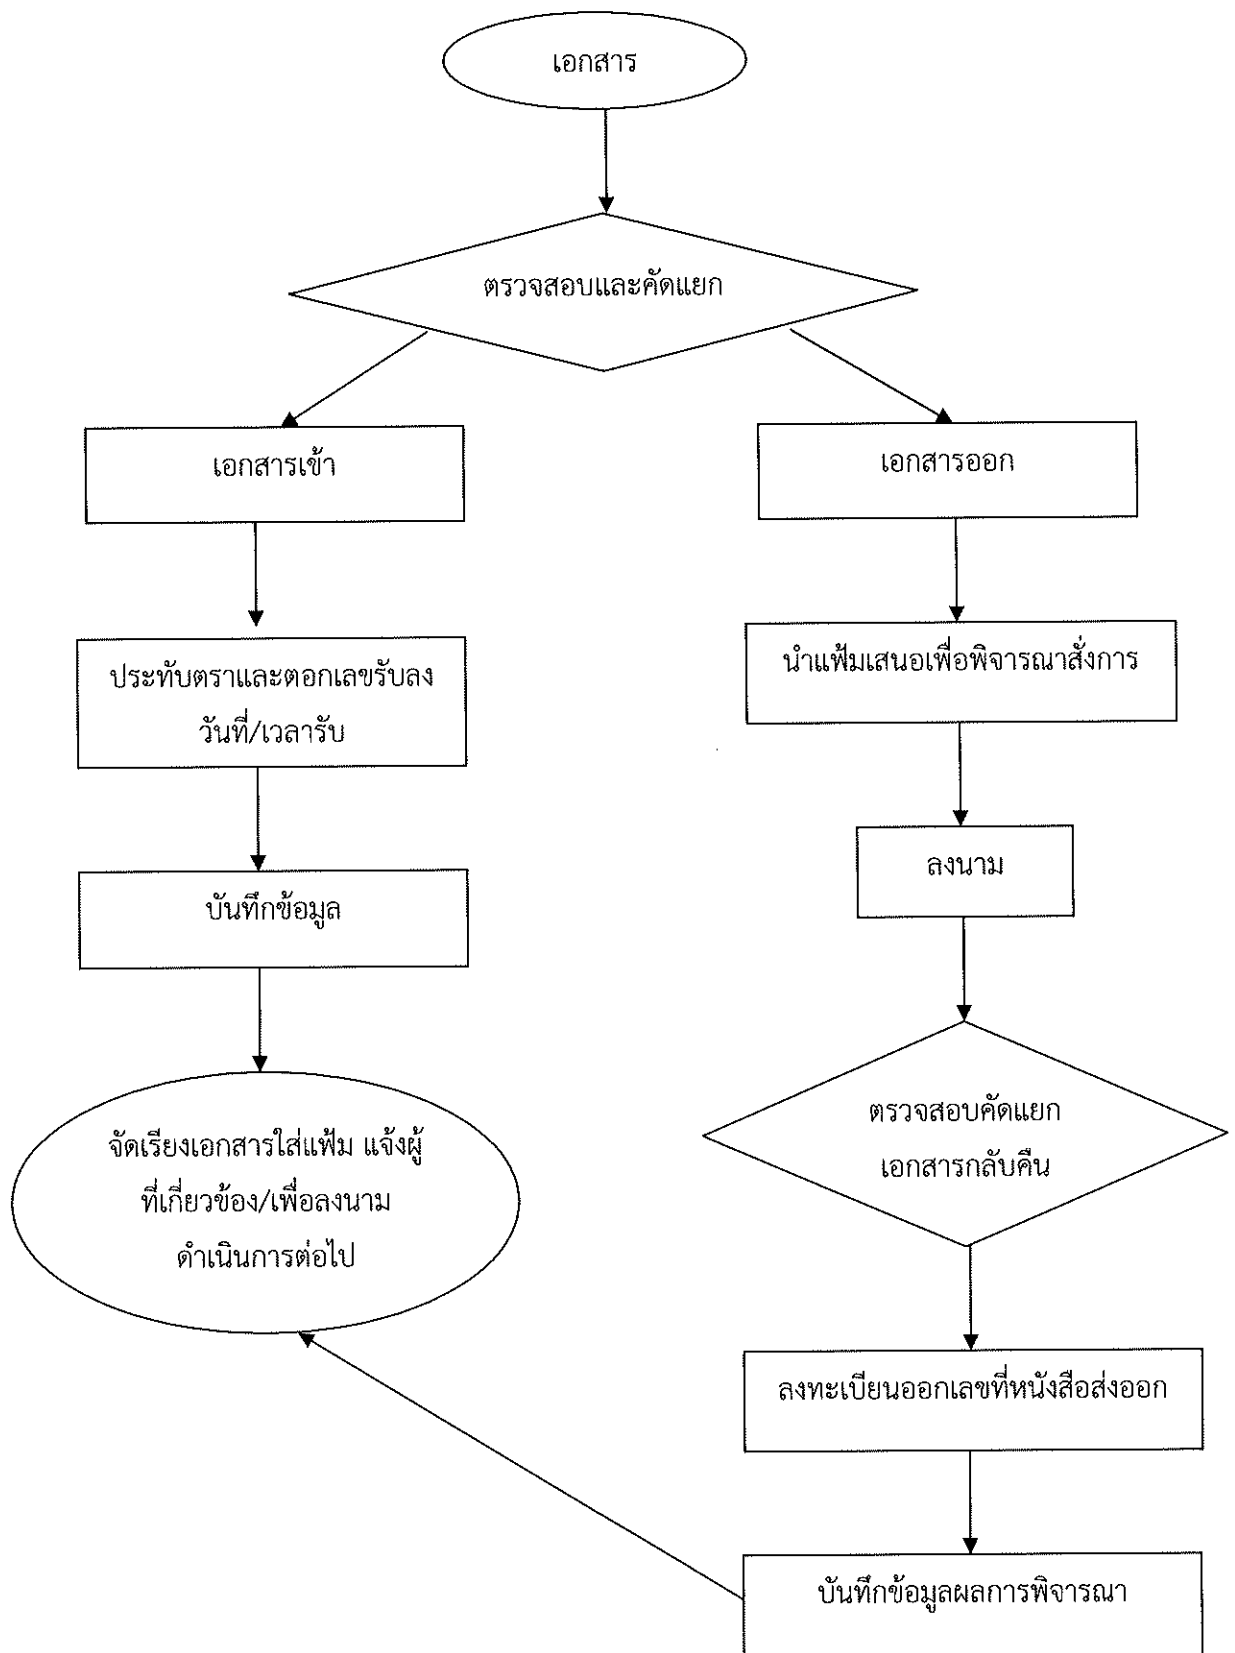 เอกสาร
ตรวจสอบและคัดแยก
เอกสารเข้า
เอกสารออก
ประทับตราและตอกเลขรับลง
วันที่/เวลารับ
นำแฟ้มเสนอเพื่อพิจารณาสั่งการ
ลงนาม
บันทึกข้อมูล
ตรวจสอบคัดแยก
เอกสารกลับคืน
จัดเรียงเอกสารใส่แฟ้ม แจ้งผู้
ที่เกี่ยวข้อง/เพื่อลงนาม
ดำเนินการต่อไป
ลงทะเบียนออกเลขที่หนังสือส่งออก
บันทึกข้อมูลผลการพิจารณา